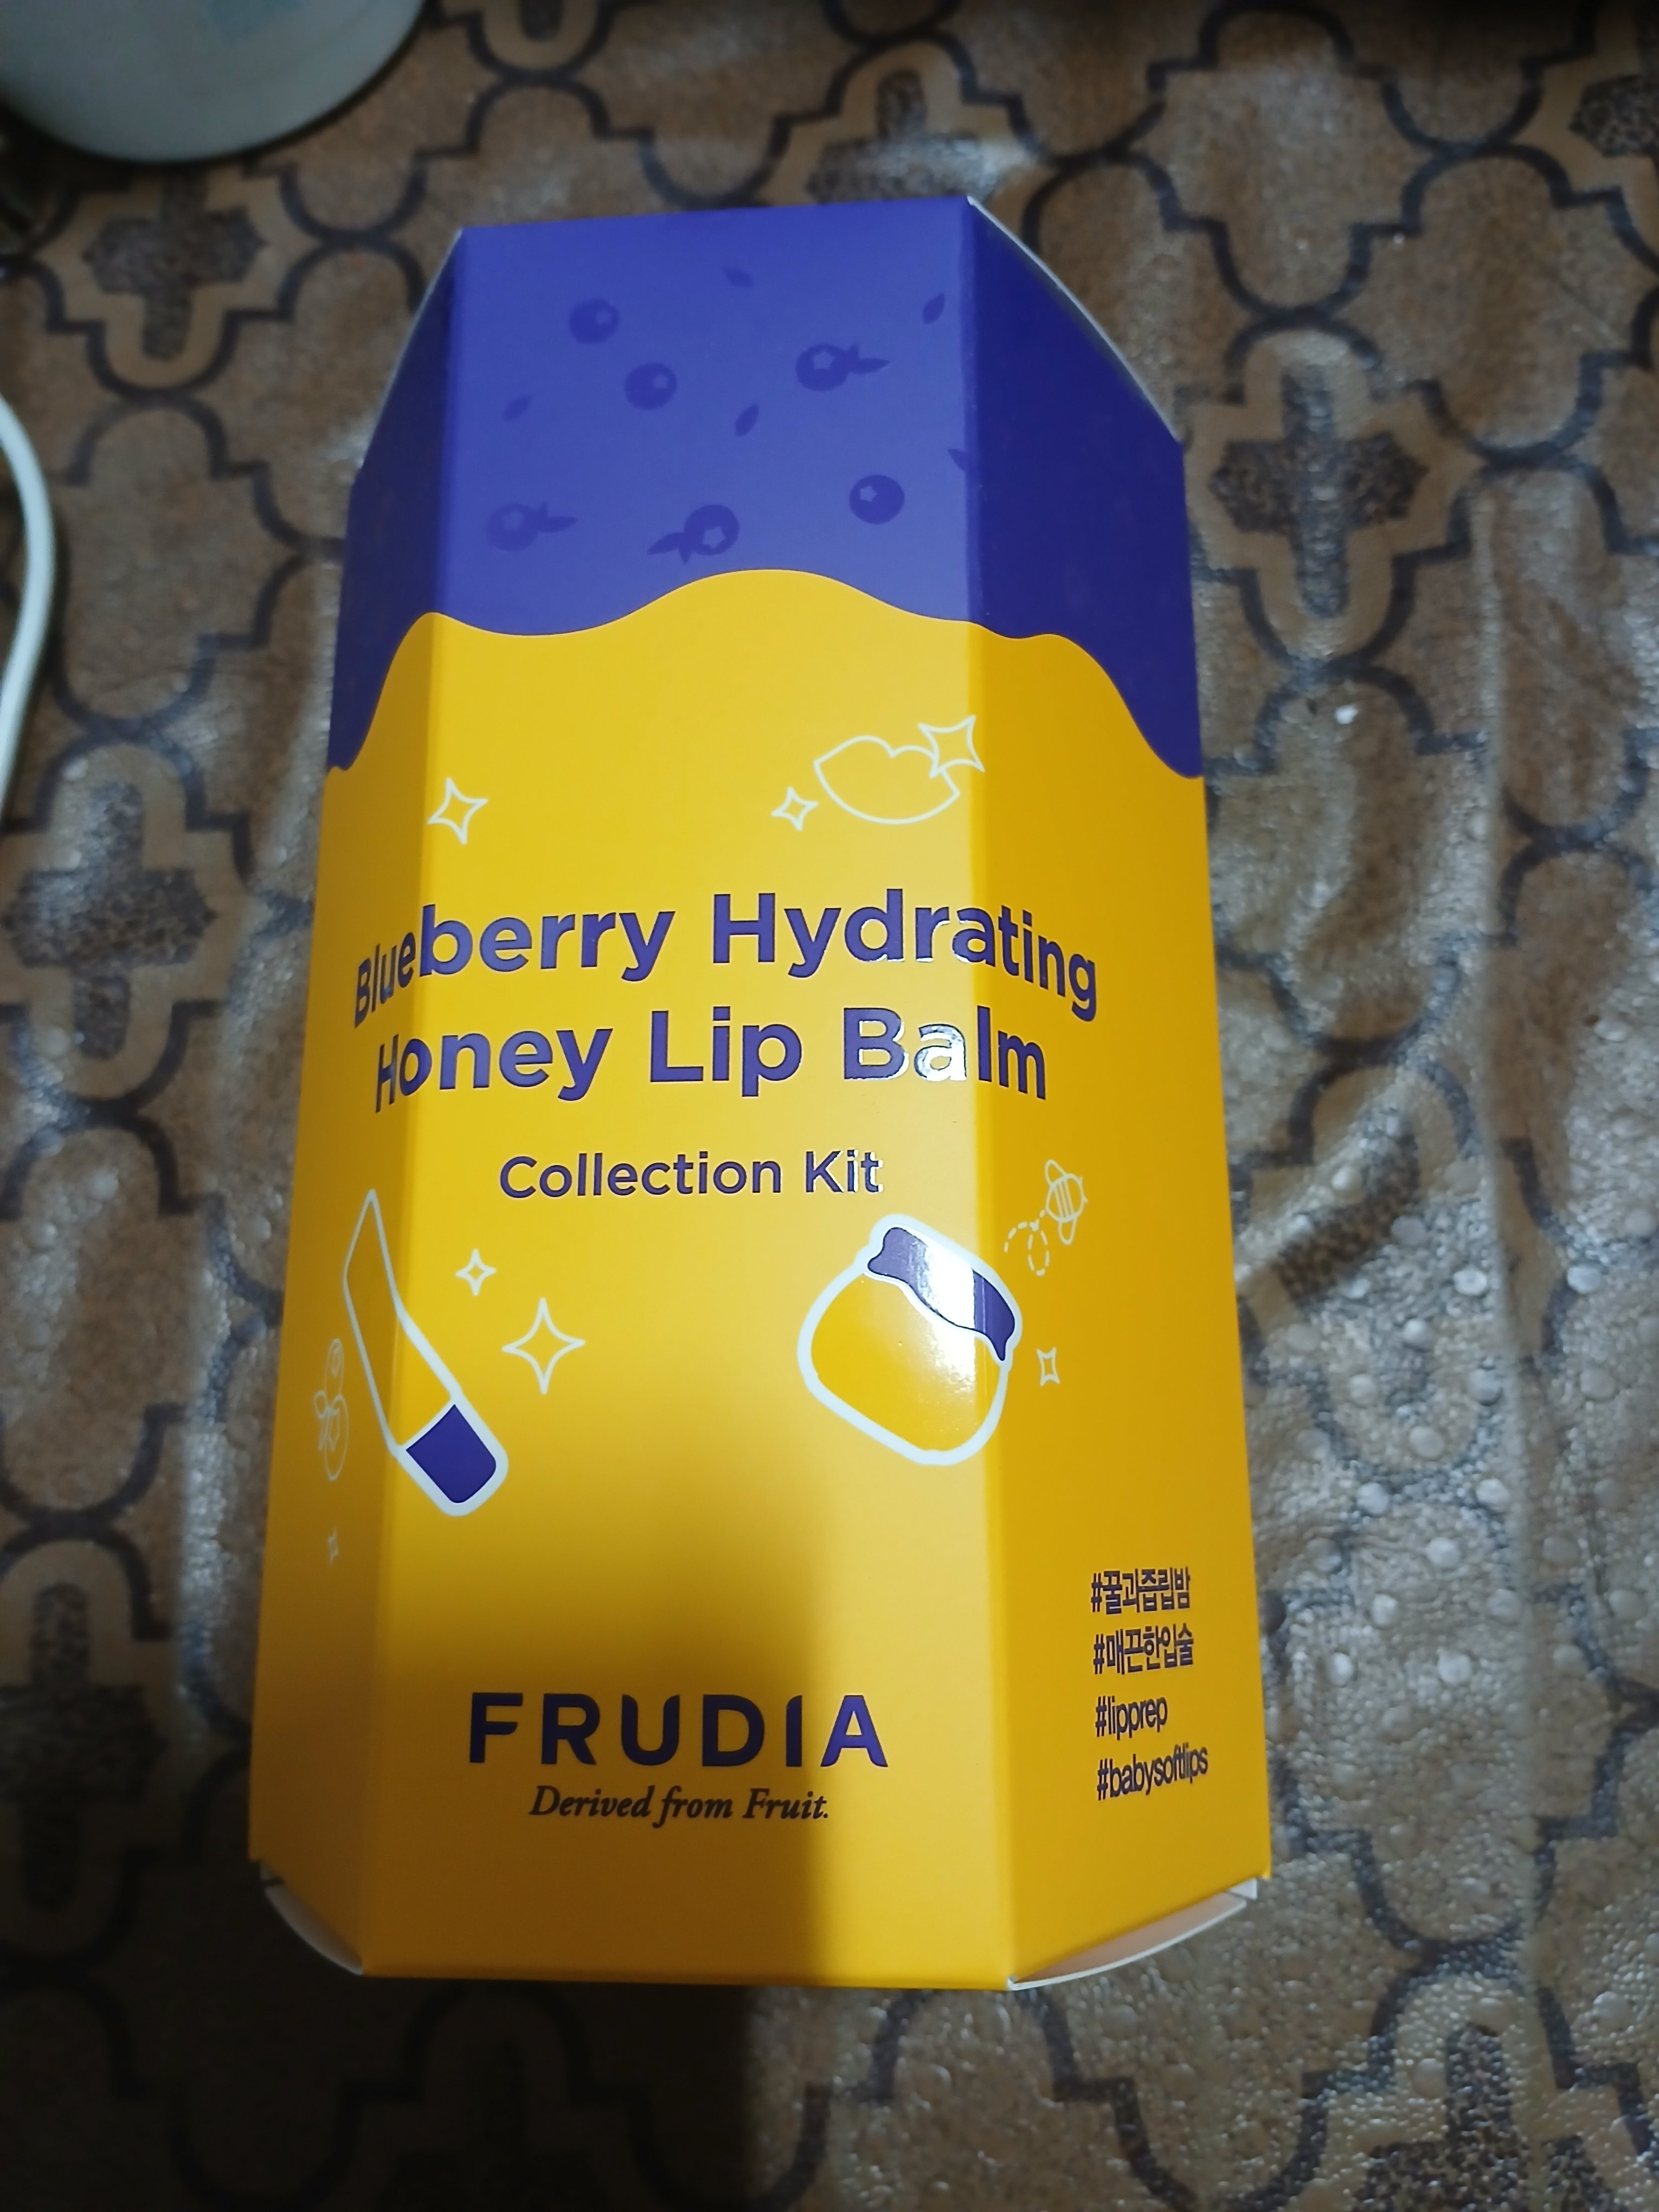 Blueberry Hydrating
Honey Lip Balm
Collection Kit
FRUDIA
Derived from Fruit.
#꿀과즙립밤
#매끈한입술
#lipprep
#babysoftlips